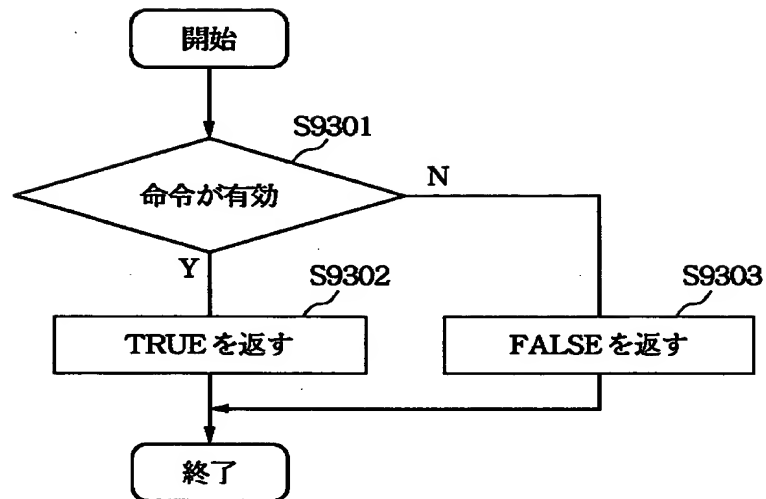 開始
S9301
命令が有効
N
Y
S9302
S9303
TRUEを返す
FALSEを返す
終了